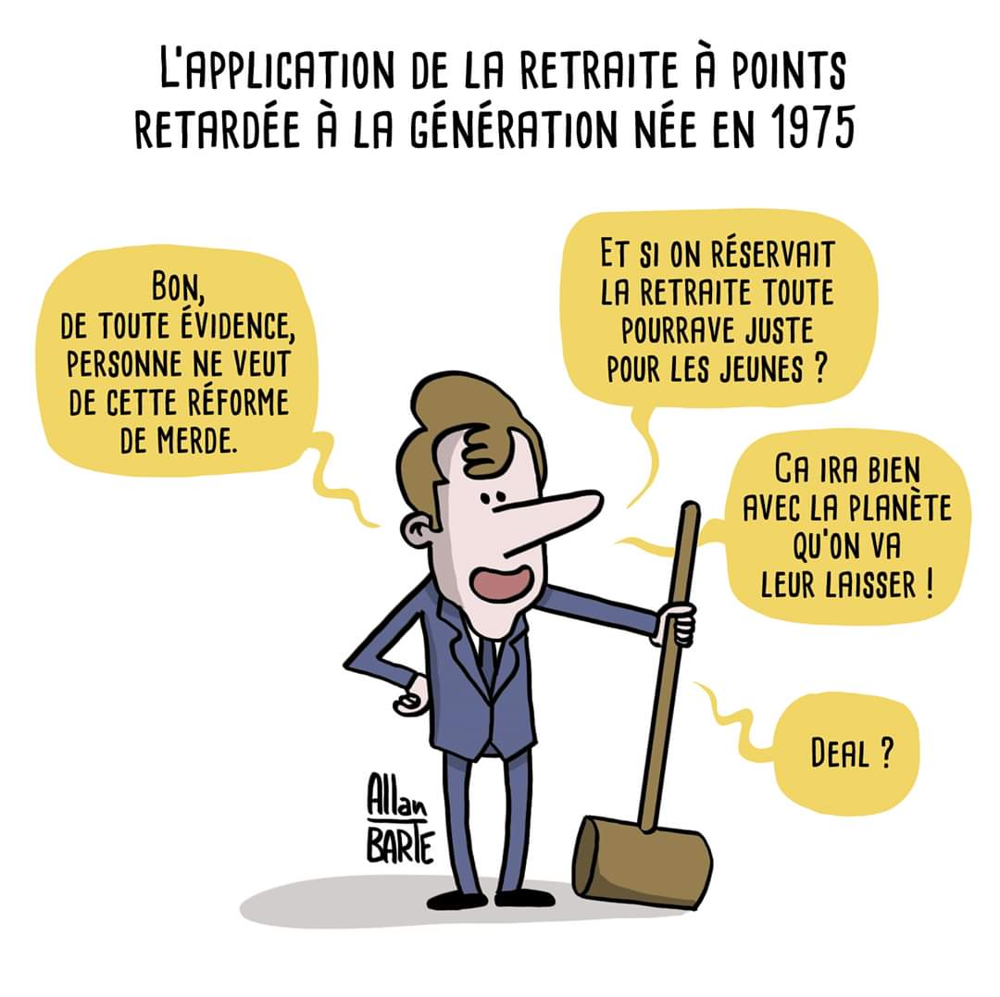 L'APPLICATION DE LA RETRAITE À POINTS
RETARDÉE À LA GÉNÉRATION NÉE EN 1975
BON,
DE TOUTE ÉVIDENCE,
PERSONNE NE VEUT
DE CETTE RÉFORME
DE MERDE.
ET SI ON RÉSERVAIT
LA RETRAITE TOUTE
POURRAVE JUSTE
POUR LES JEUNES ?
CA IRA BIEN
AVEC LA PLANÈTE
QU'ON VA
LEUR LAISSER !
DEAL ?
Allan
BARTE